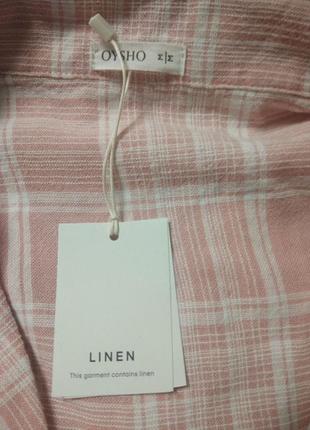 OYSHO M|M
LINEN
This garment contains linen